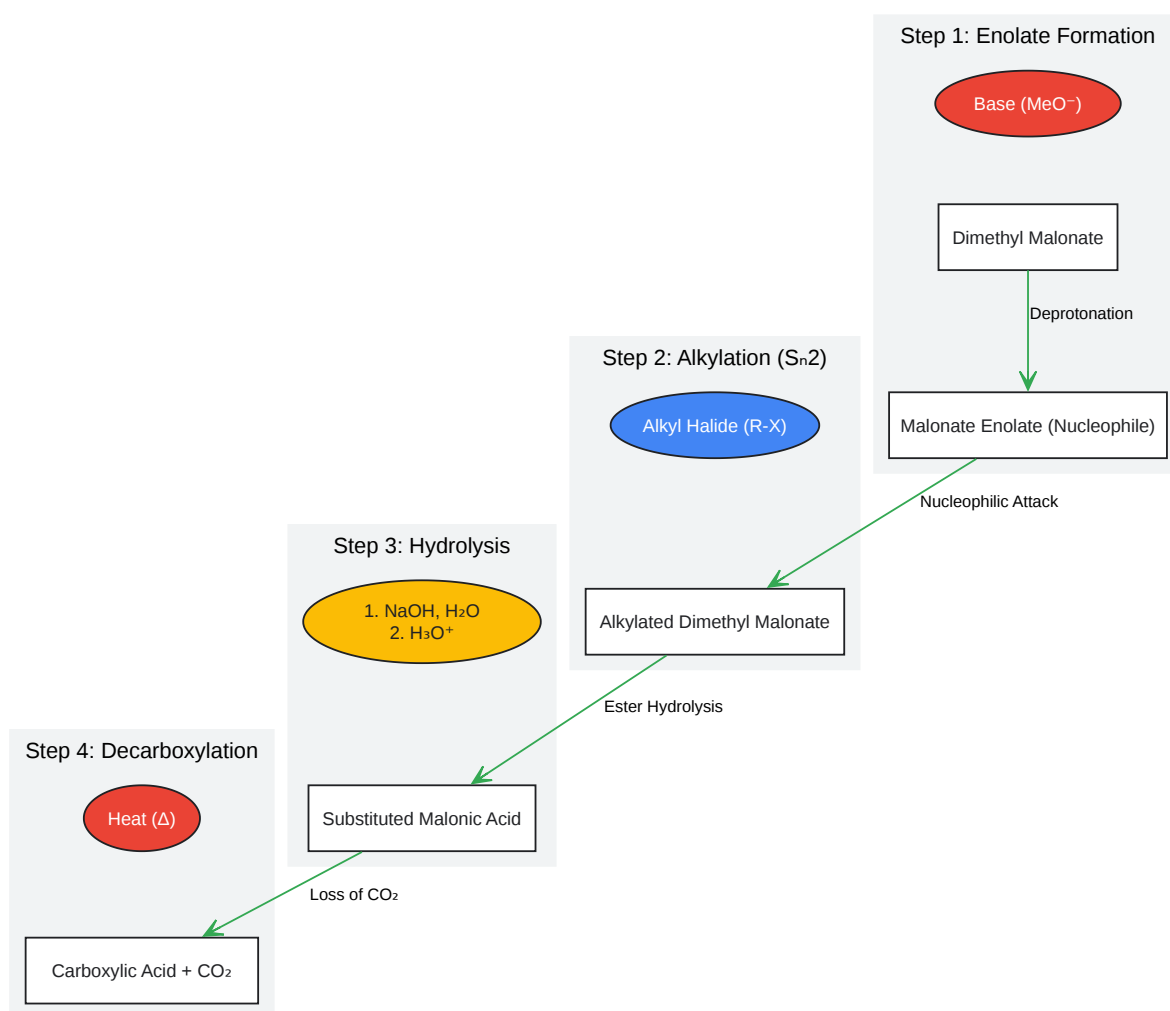 Step 1: Enolate Formation
Base (MeO⁻)
Dimethyl Malonate
Deprotonation
Malonate Enolate (Nucleophile)
Nucleophilic Attack
Step 2: Alkylation (Sₙ2)
Alkyl Halide (R-X)
Alkylated Dimethyl Malonate
Ester Hydrolysis
Step 3: Hydrolysis
1. NaOH, H₂O
2. H₃O⁺
Substituted Malonic Acid
Loss of CO₂
Step 4: Decarboxylation
Heat (Δ)
Carboxylic Acid + CO₂